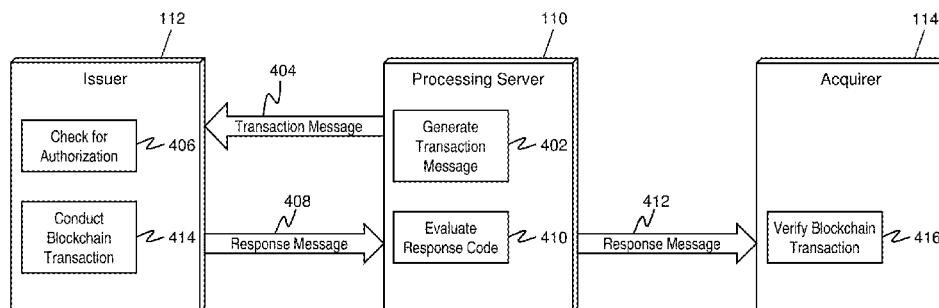 112
110
114
Issuer
Processing Server
Acquirer
404
Transaction Message
Check for
Authorization
406
Generate
Transaction
Message
402
408
412
Conduct
Blockchain
Transaction
414
Response Message
Evaluate
Response Code
410
Response Message
Verify Blockchain
Transaction
416